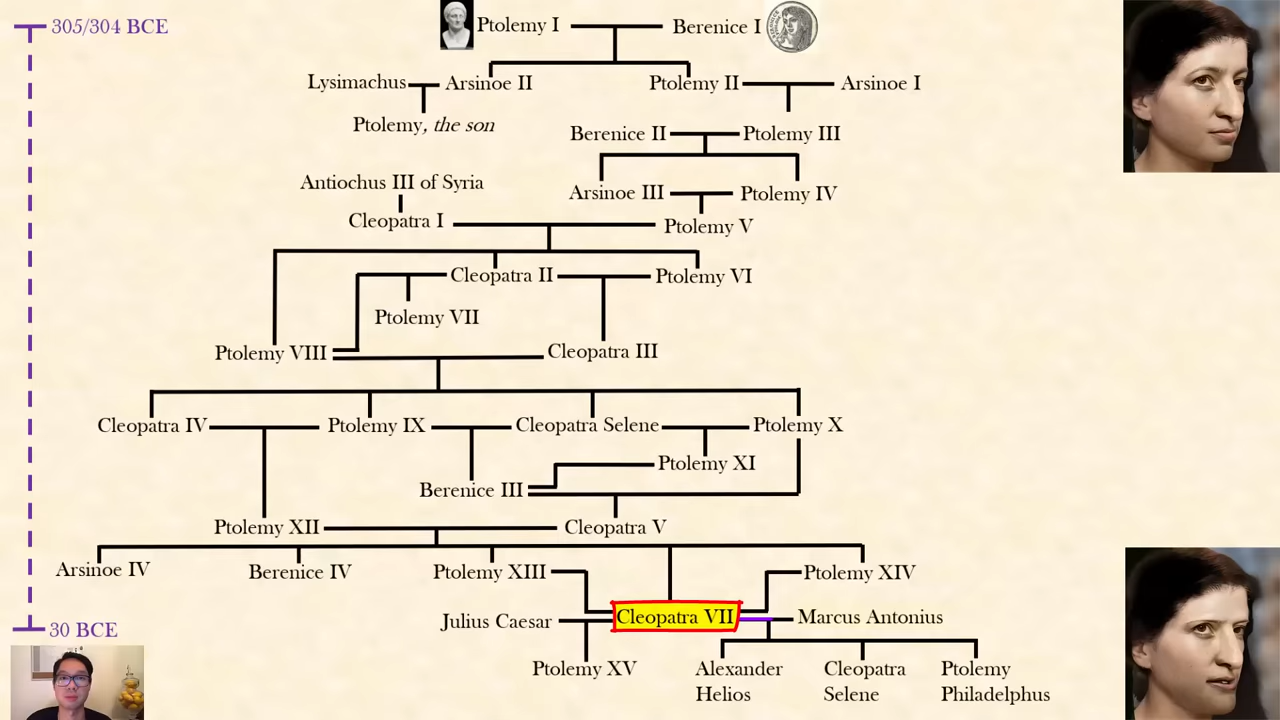 305/304 BCE
Ptolemy I
Berenice I
Lysimachus
Arsinoe II
Ptolemy II
Arsinoe I
Ptolemy, the son
Berenice II
Ptolemy III
Antiochus III of Syria
Arsinoe III
Ptolemy IV
Cleopatra I
Ptolemy V
Cleopatra II
Ptolemy VI
Ptolemy VII
Ptolemy VIII
Cleopatra III
Cleopatra IV
Ptolemy IX
Cleopatra Selene
Ptolemy X
Ptolemy XI
Berenice III
Ptolemy XII
Cleopatra V
Arsinoe IV
Berenice IV
Ptolemy XIII
Ptolemy XIV
Julius Caesar
Cleopatra VII
Marcus Antonius
30 BCE
Ptolemy XV
Alexander
Helios
Cleopatra
Selene
Ptolemy
Philadelphus